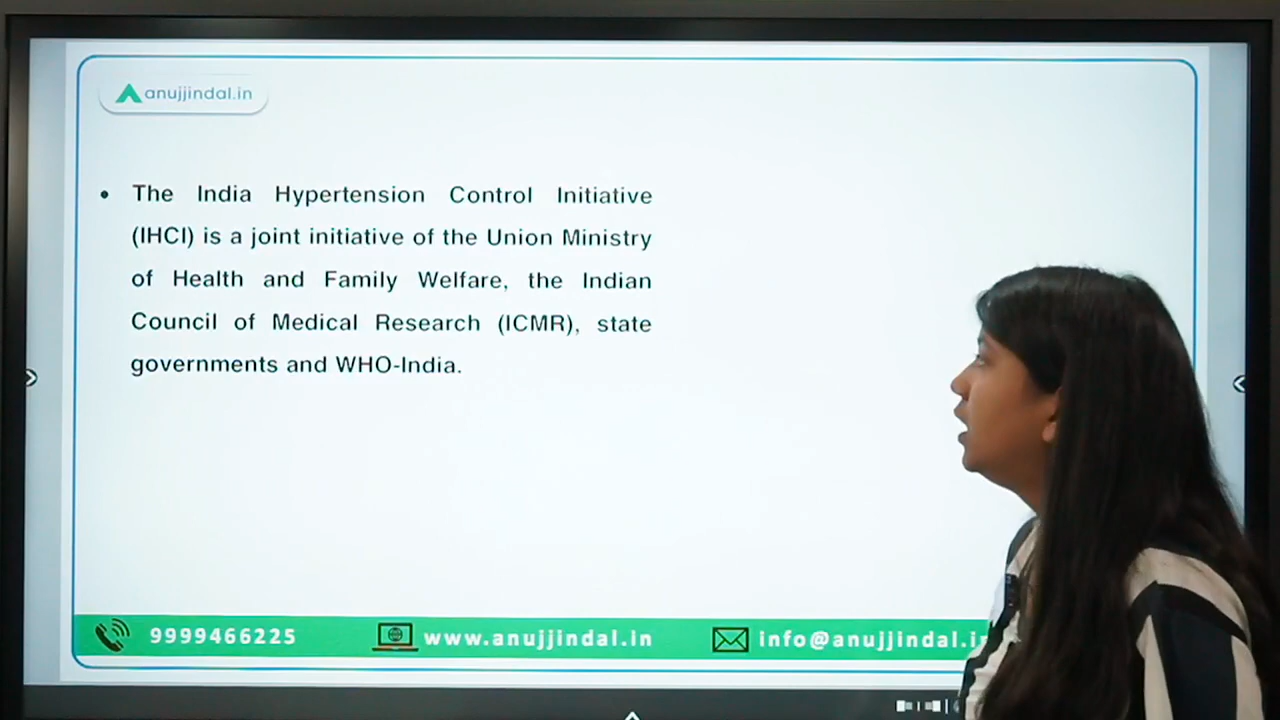 anujjindal.in
• The India Hypertension Control Initiative
(IHCI) is a joint initiative of the Union Ministry
of Health and Family Welfare, the Indian
Council of Medical Research (ICMR), state
governments and WHO-India.
9999466225 www.anujjindal.in info@anujjindal.in